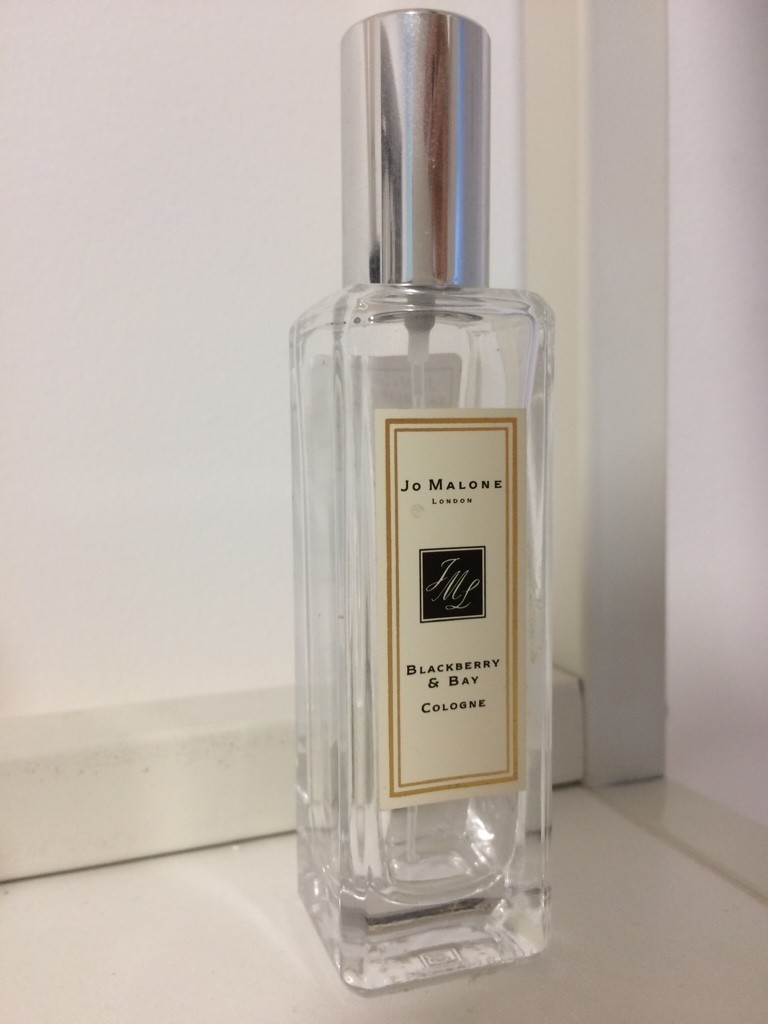 Jo Malone
London
JML
Blackberry
& Bay
Cologne